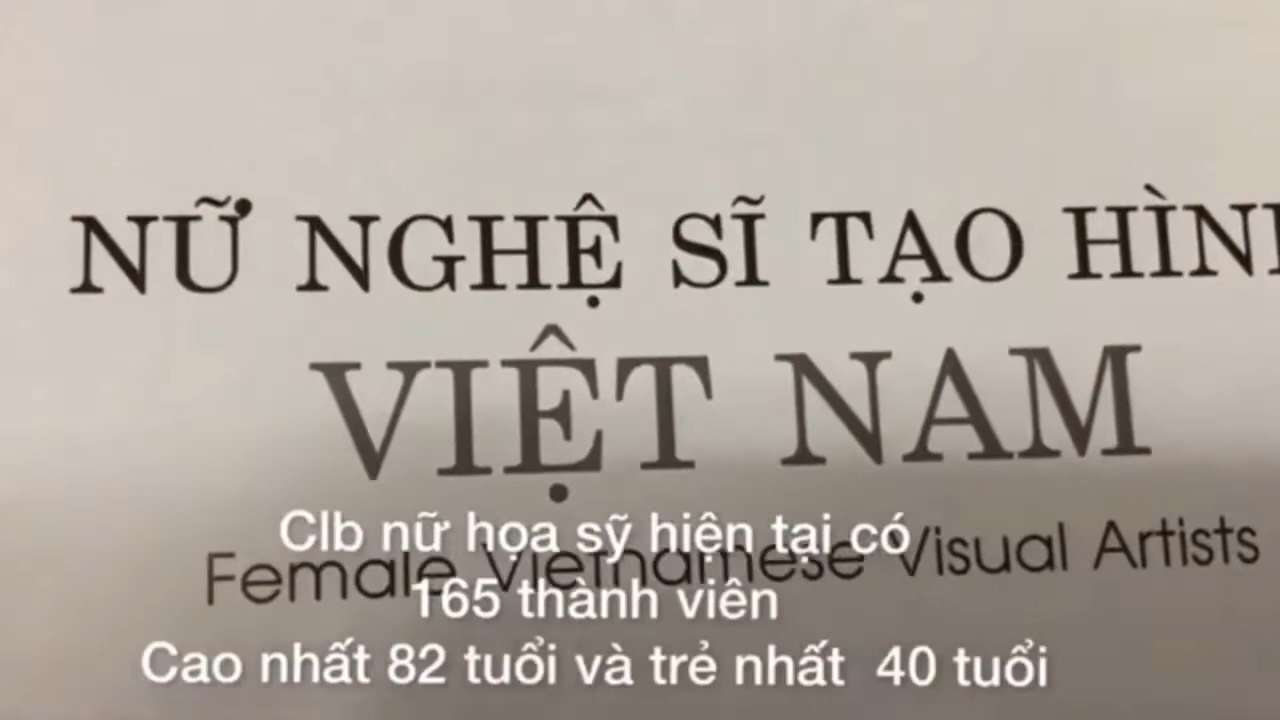 NỮ NGHỆ SĨ TẠO HÌN
VIỆT NAM
Female Vietnamese Visual Artists
Clb nữ họa sỹ hiện tại có
165 thành viên
Cao nhất 82 tuổi và trẻ nhất 40 tuổi